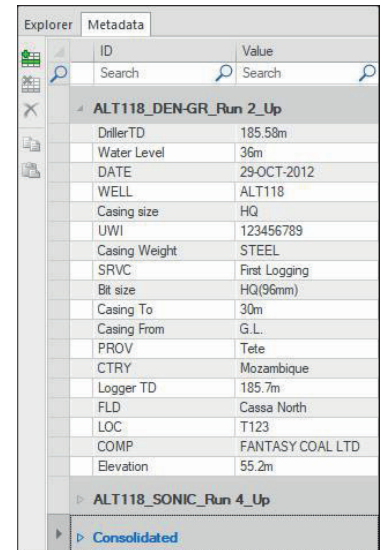 Explorer Metadata
ID Value
Search Search
ALT118_DEN-GR_Run 2_Up
DrillerTD 185.58m
Water Level 36m
DATE 29-OCT-2012
WELL ALT118
Casing size HQ
UWI 123456789
Casing Weight STEEL
SRVC First Logging
Bit size HQ(96mm)
Casing To 30m
Casing From G.L.
PROV Tete
CTRY Mozambique
Logger TD 185.7m
FLD Cassa North
LOC T123
COMP FANTASY COAL LTD
Elevation 55.2m
ALT118_SONIC_Run 4_Up
Consolidated